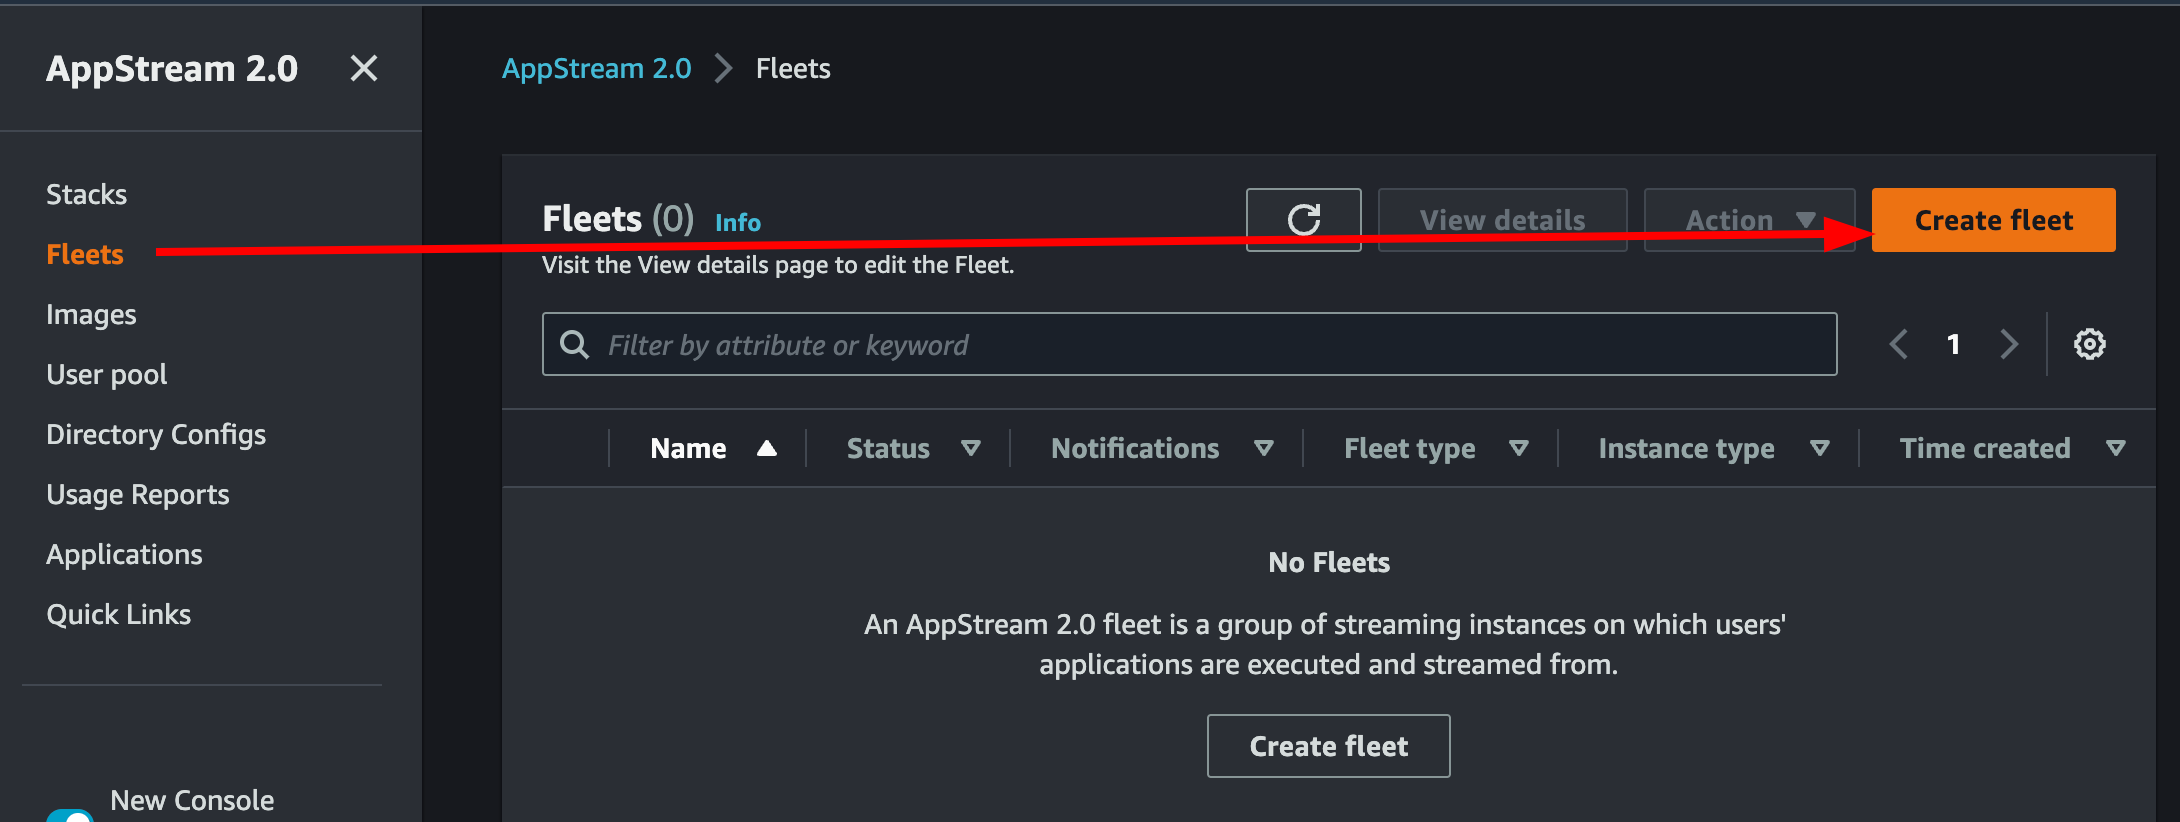 AppStream 2.0
Stacks
Fleets
Images
User pool
Directory Configs
Usage Reports
Applications
Quick Links
New Console
AppStream 2.0 Fleets
Fleets (0) Info
View details Action Create fleet
Visit the View details page to edit the Fleet.
Filter by attribute or keyword
1
Name Status Notifications Fleet type Instance type Time created
No Fleets
An AppStream 2.0 fleet is a group of streaming instances on which users'
applications are executed and streamed from.
Create fleet